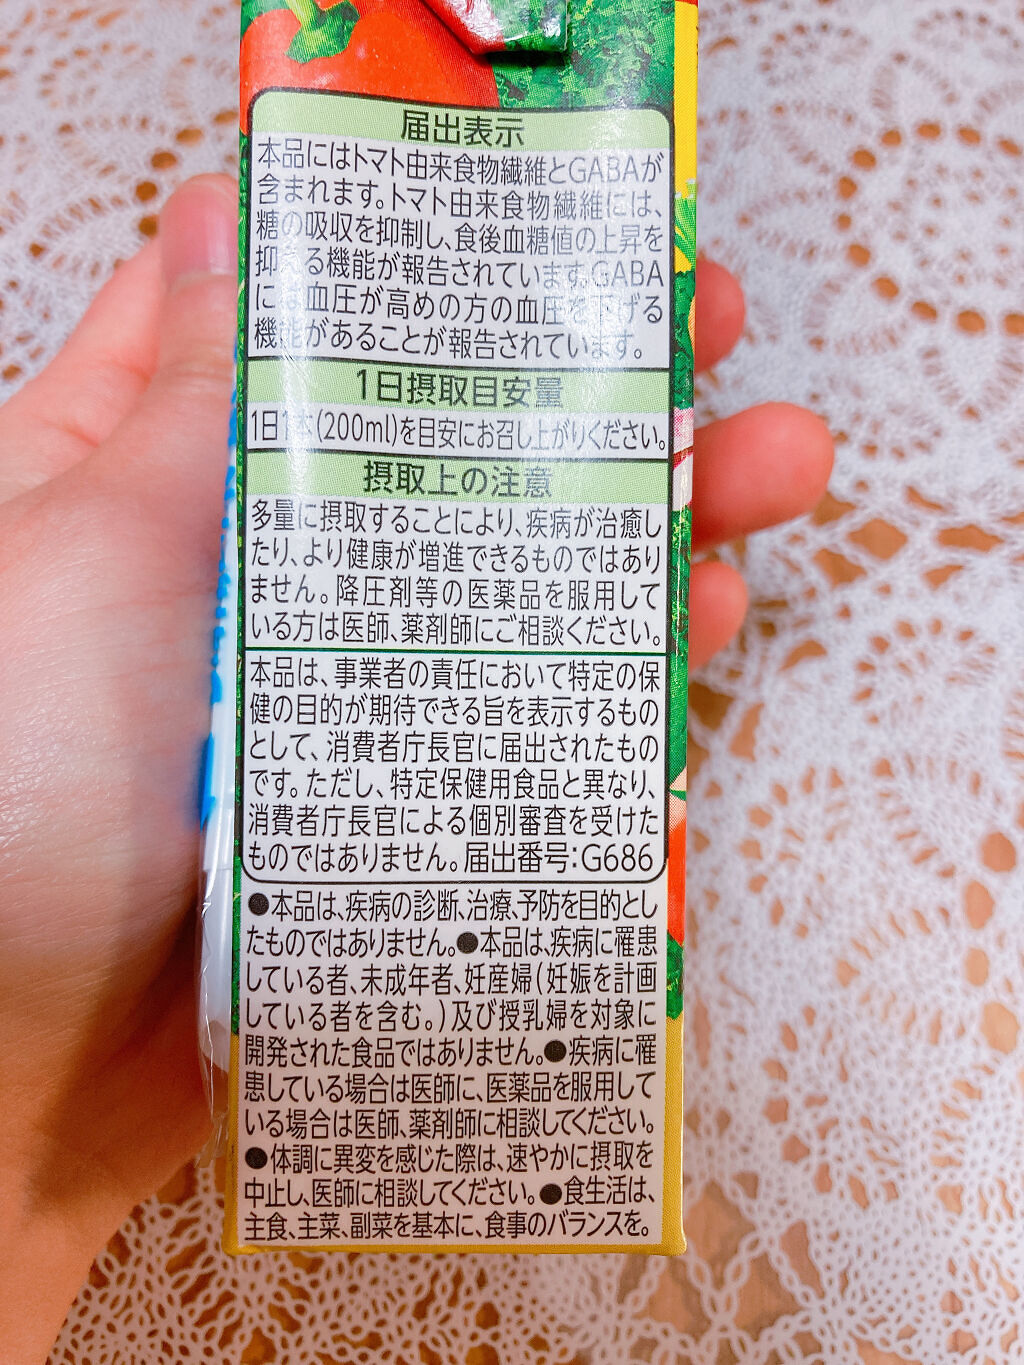 届出表示
本品にはトマト由来食物繊維とGABAが
含まれます。トマト由来食物繊維には、
糖の吸収を抑制し、食後血糖値の上昇を
抑える機能が報告されています。GABA
には血圧が高めの方の血圧を下げる
機能があることが報告されています。
1日摂取目安量
1日1本(200ml)を目安にお召し上がりください。
摂取上の注意
多量に摂取することにより、疾病が治癒し
たり、より健康が増進できるものではあり
ません。降圧剤等の医薬品を服用して
いる方は医師、薬剤師にご相談ください。
本品は、事業者の責任において特定の保
健の目的が期待できる旨を表示するもの
として、消費者庁長官に届出されたもの
です。ただし、特定保健用食品と異なり、
消費者庁長官による個別審査を受けた
ものではありません。届出番号:G686
●本品は、疾病の診断、治療、予防を目的とし
たものではありません。●本品は、疾病に罹患
している者、未成年者、妊産婦(妊娠を計画
している者を含む。)及び授乳婦を対象に
開発された食品ではありません。●疾病に罹
患している場合は医師に、医薬品を服用して
いる場合は医師、薬剤師に相談してください。
●体調に異変を感じた際は、速やかに摂取を
中止し、医師に相談してください。●食生活は、
主食、主菜、副菜を基本に、食事のバランスを。